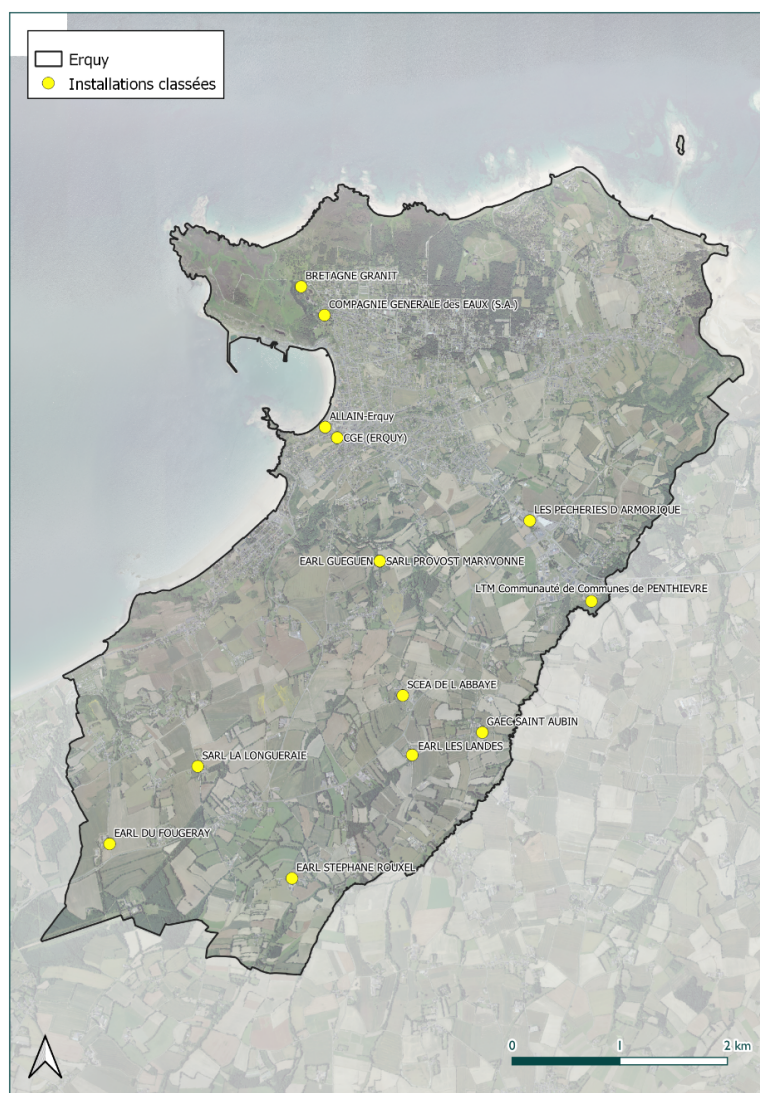 Erquy
Installations classées
BRETAGNE GRANIT
COMPAGNIE GENERALE des EAUX (S.A.)
ALLAIN-Erquy
CGE (ERQUY)
LES PECHERIES D ARMORIQUE
EARL GUEGUEN SARL PROVOST MARYVONNE
LTM Communauté de Communes de PENTHIEVRE
SCEA DE L ABBAYE
GAEC SAINT AUBIN
EARL LES LANDES
SARL LA LONGUERAIE
EARL DU FOUGERAY
EARL STEPHANE ROUXEL
0 1 2 km